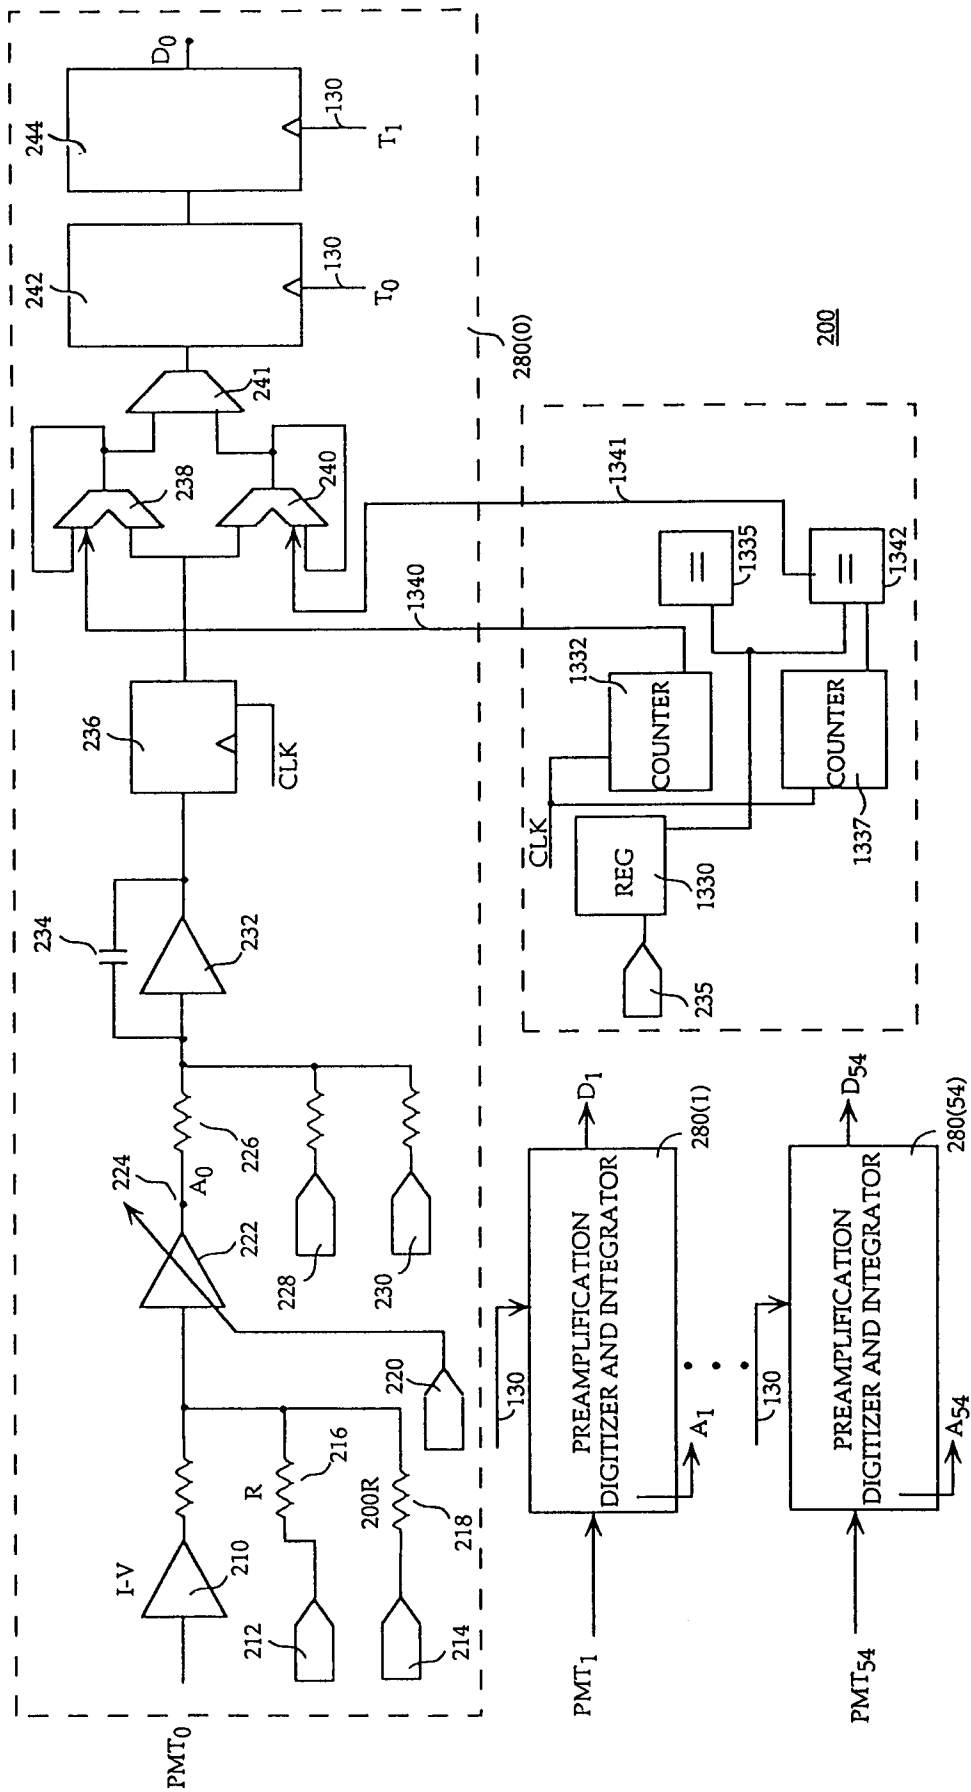 PMT0
I-V
210
212
214
R
216
200R
218
220
222
224
A0
226
228
230
232
234
236
CLK
238
240
241
242
130
T0
244
130
T1
D0
280(0)
1340
1341
200
235
REG
1330
CLK
COUNTER
1332
COUNTER
1337
=
1335
=
1342
PMT1
130
PREAMPLIFICATION
DIGITIZER AND INTEGRATOR
A1
D1
280(1)
PMT54
130
PREAMPLIFICATION
DIGITIZER AND INTEGRATOR
A54
D54
280(54)